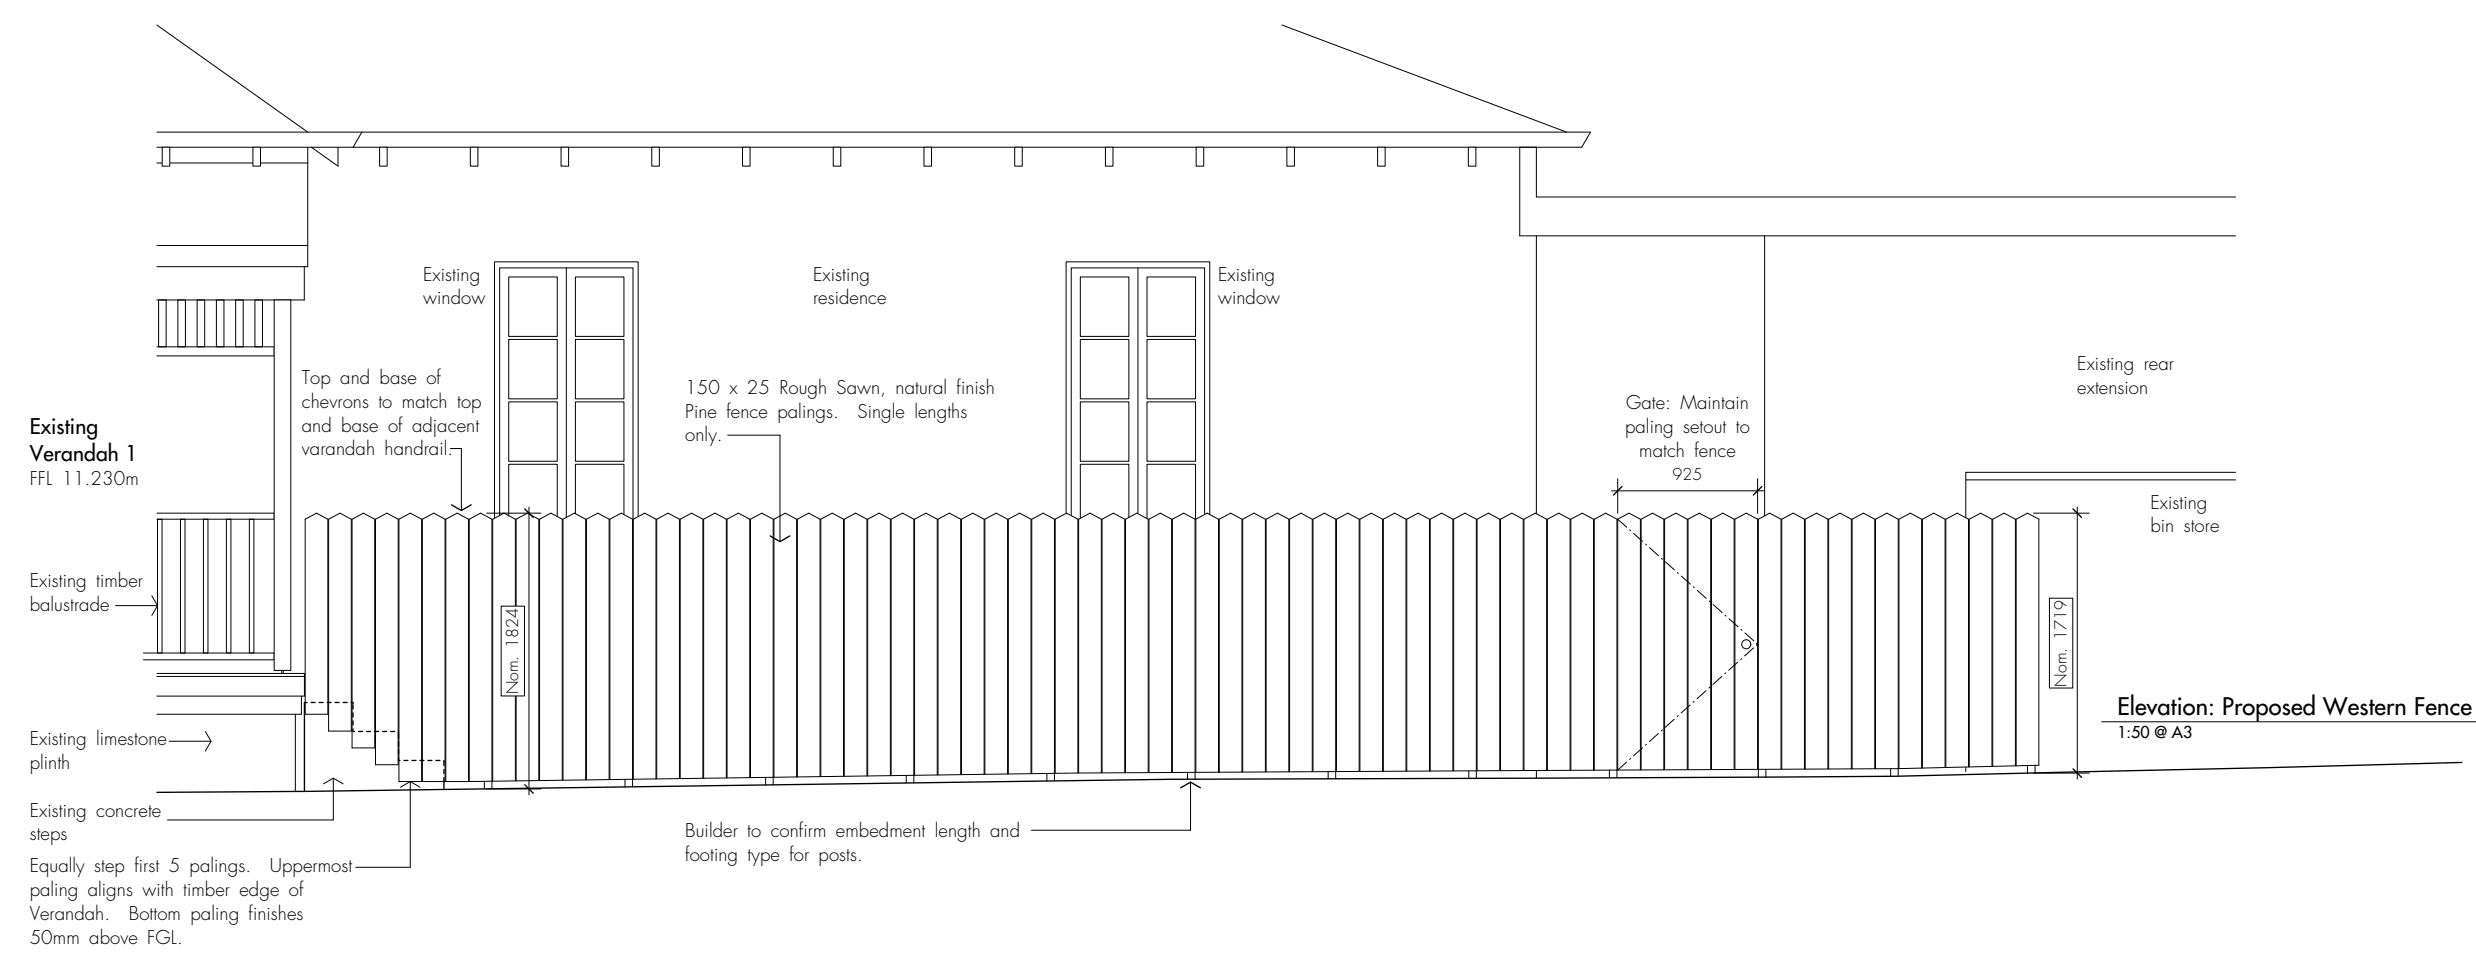 Existing
window
Existing
residence
Existing
window
Top and base of
chevrons to match top
and base of adjacent
varandah handrail.
150 x 25 Rough Sawn, natural finish
Pine fence palings. Single lengths
only.
Existing rear
extension
Gate: Maintain
paling setout to
match fence
925
Existing
Verandah 1
FFL 11.230m
Existing
bin store
Existing timber
balustrade
Nom. 1824
Nom. 1719
Elevation: Proposed Western Fence
1:50 @ A3
Existing limestone
plinth
Existing concrete
steps
Builder to confirm embedment length and
footing type for posts.
Equally step first 5 palings. Uppermost
paling aligns with timber edge of
Verandah. Bottom paling finishes
50mm above FGL.